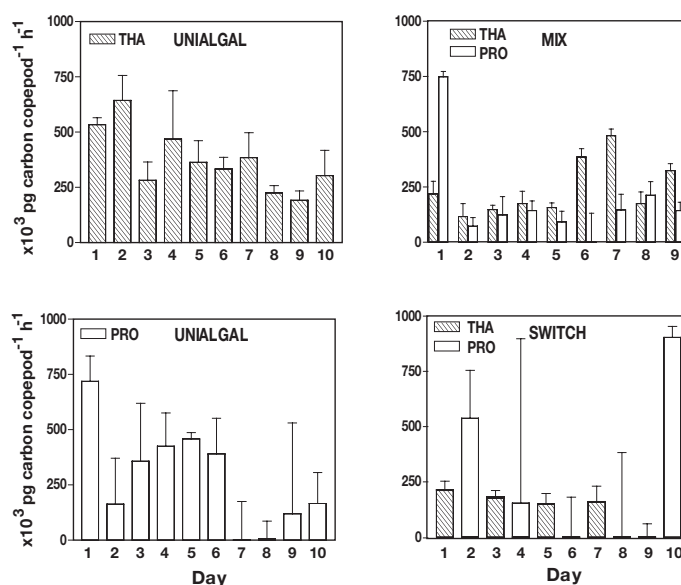 1000
THA UNIALGAL
750
500
250
0
1 2 3 4 5 6 7 8 9 10
x10³ pg carbon copepod⁻¹ h⁻¹
1000
THA MIX
PRO
750
500
250
0
1 2 3 4 5 6 7 8 9
1000
PRO UNIALGAL
750
500
250
0
1 2 3 4 5 6 7 8 9 10
Day
x10³ pg carbon copepod⁻¹ h⁻¹
1000
THA SWITCH
PRO
750
500
250
0
1 2 3 4 5 6 7 8 9 10
Day